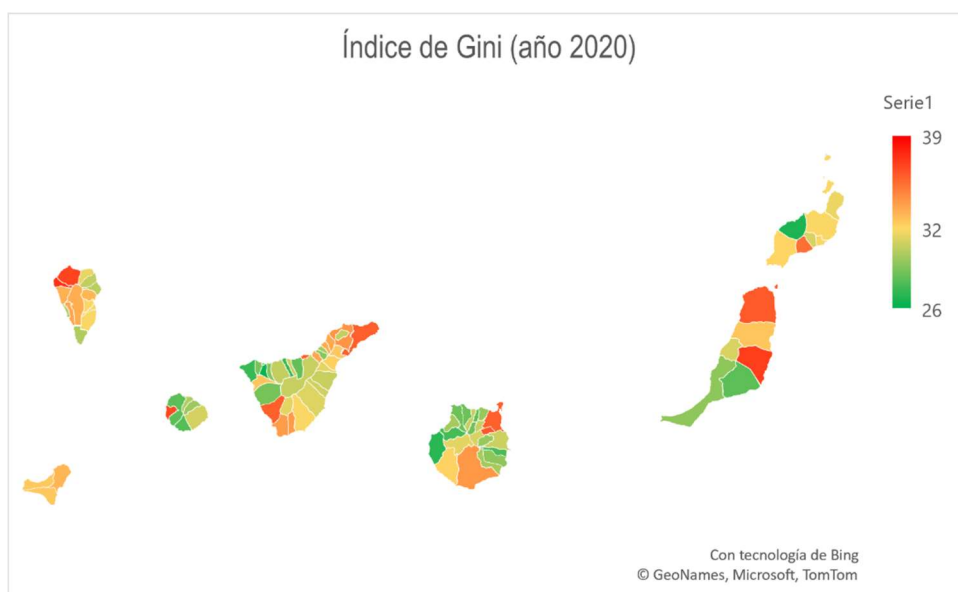 Índice de Gini (año 2020)
Serie1
39
32
26
Con tecnología de Bing
© GeoNames, Microsoft, TomTom